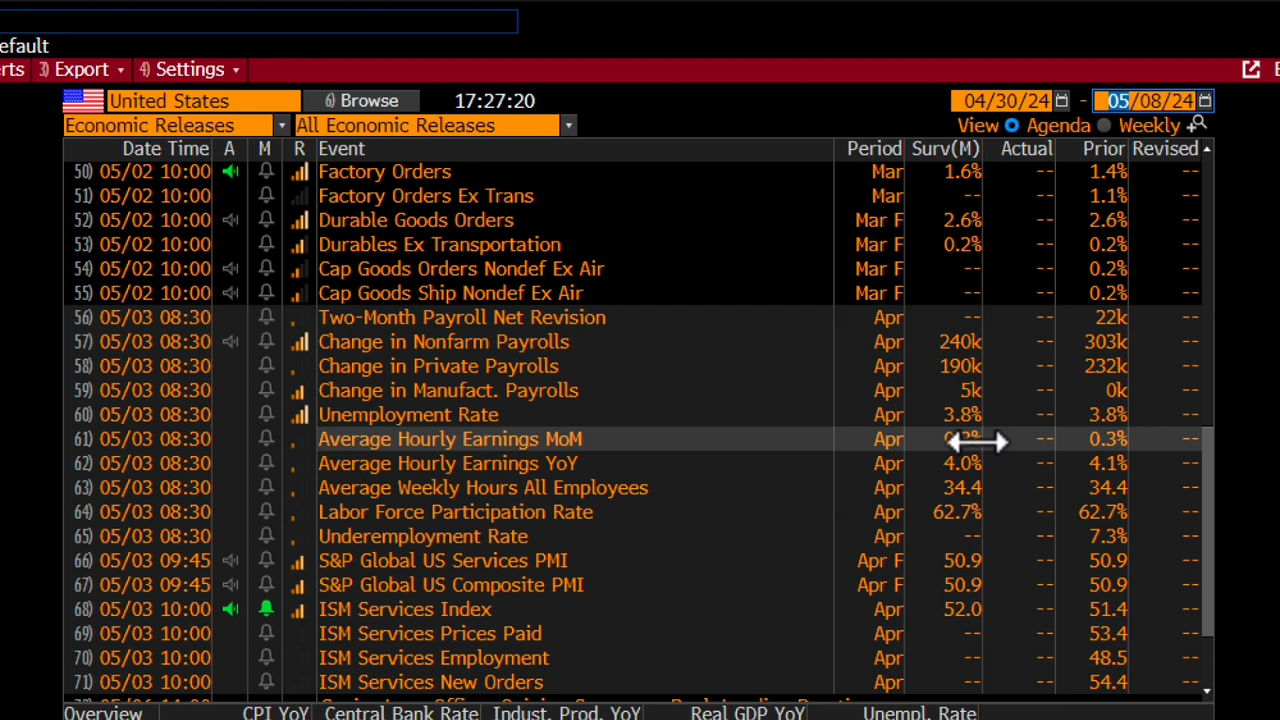 efault
erts 3) Export 4) Settings
United States 6) Browse 17:27:20 04/30/24 - 05/08/24
Economic Releases All Economic Releases View Agenda Weekly
Date Time A M R Event Period Surv(M) Actual Prior Revised
50) 05/02 10:00 Factory Orders Mar 1.6% -- 1.4% --
51) 05/02 10:00 Factory Orders Ex Trans Mar -- -- 1.1% --
52) 05/02 10:00 Durable Goods Orders Mar F 2.6% -- 2.6% --
53) 05/02 10:00 Durables Ex Transportation Mar F 0.2% -- 0.2% --
54) 05/02 10:00 Cap Goods Orders Nondef Ex Air Mar F -- -- 0.2% --
55) 05/02 10:00 Cap Goods Ship Nondef Ex Air Mar F -- -- 0.2% --
56) 05/03 08:30 Two-Month Payroll Net Revision Apr -- -- 22k --
57) 05/03 08:30 Change in Nonfarm Payrolls Apr 240k -- 303k --
58) 05/03 08:30 Change in Private Payrolls Apr 190k -- 232k --
59) 05/03 08:30 Change in Manufact. Payrolls Apr 5k -- 0k --
60) 05/03 08:30 Unemployment Rate Apr 3.8% -- 3.8% --
61) 05/03 08:30 Average Hourly Earnings MoM Apr -- 0.3% --
62) 05/03 08:30 Average Hourly Earnings YoY Apr 4.0% -- 4.1% --
63) 05/03 08:30 Average Weekly Hours All Employees Apr 34.4 -- 34.4 --
64) 05/03 08:30 Labor Force Participation Rate Apr 62.7% -- 62.7% --
65) 05/03 08:30 Underemployment Rate Apr -- -- 7.3% --
66) 05/03 09:45 S&P Global US Services PMI Apr F 50.9 -- 50.9 --
67) 05/03 09:45 S&P Global US Composite PMI Apr F 50.9 -- 50.9 --
68) 05/03 10:00 ISM Services Index Apr 52.0 -- 51.4 --
69) 05/03 10:00 ISM Services Prices Paid Apr -- -- 53.4 --
70) 05/03 10:00 ISM Services Employment Apr -- -- 48.5 --
71) 05/03 10:00 ISM Services New Orders Apr -- -- 54.4 --
Overview CPI YoY Central Bank Rate Indust. Prod. YoY Real GDP YoY Unempl. Rate